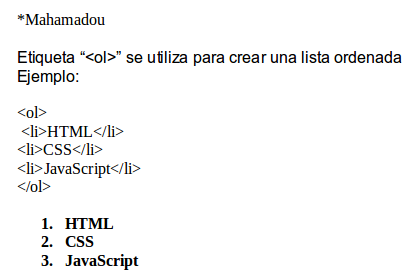 *Mahamadou
Etiqueta “<ol>” se utiliza para crear una lista ordenada
Ejemplo:
<ol>
<li>HTML</li>
<li>CSS</li>
<li>JavaScript</li>
</ol>
1. HTML
2. CSS
3. JavaScript